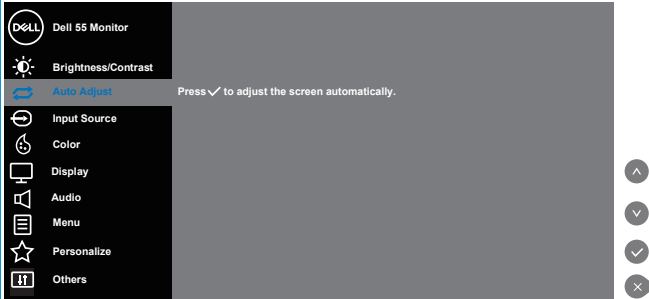 DELL Dell 55 Monitor
Brightness/Contrast
Auto Adjust Press ✓ to adjust the screen automatically.
Input Source
Color
Display
Audio
Menu
Personalize
Others